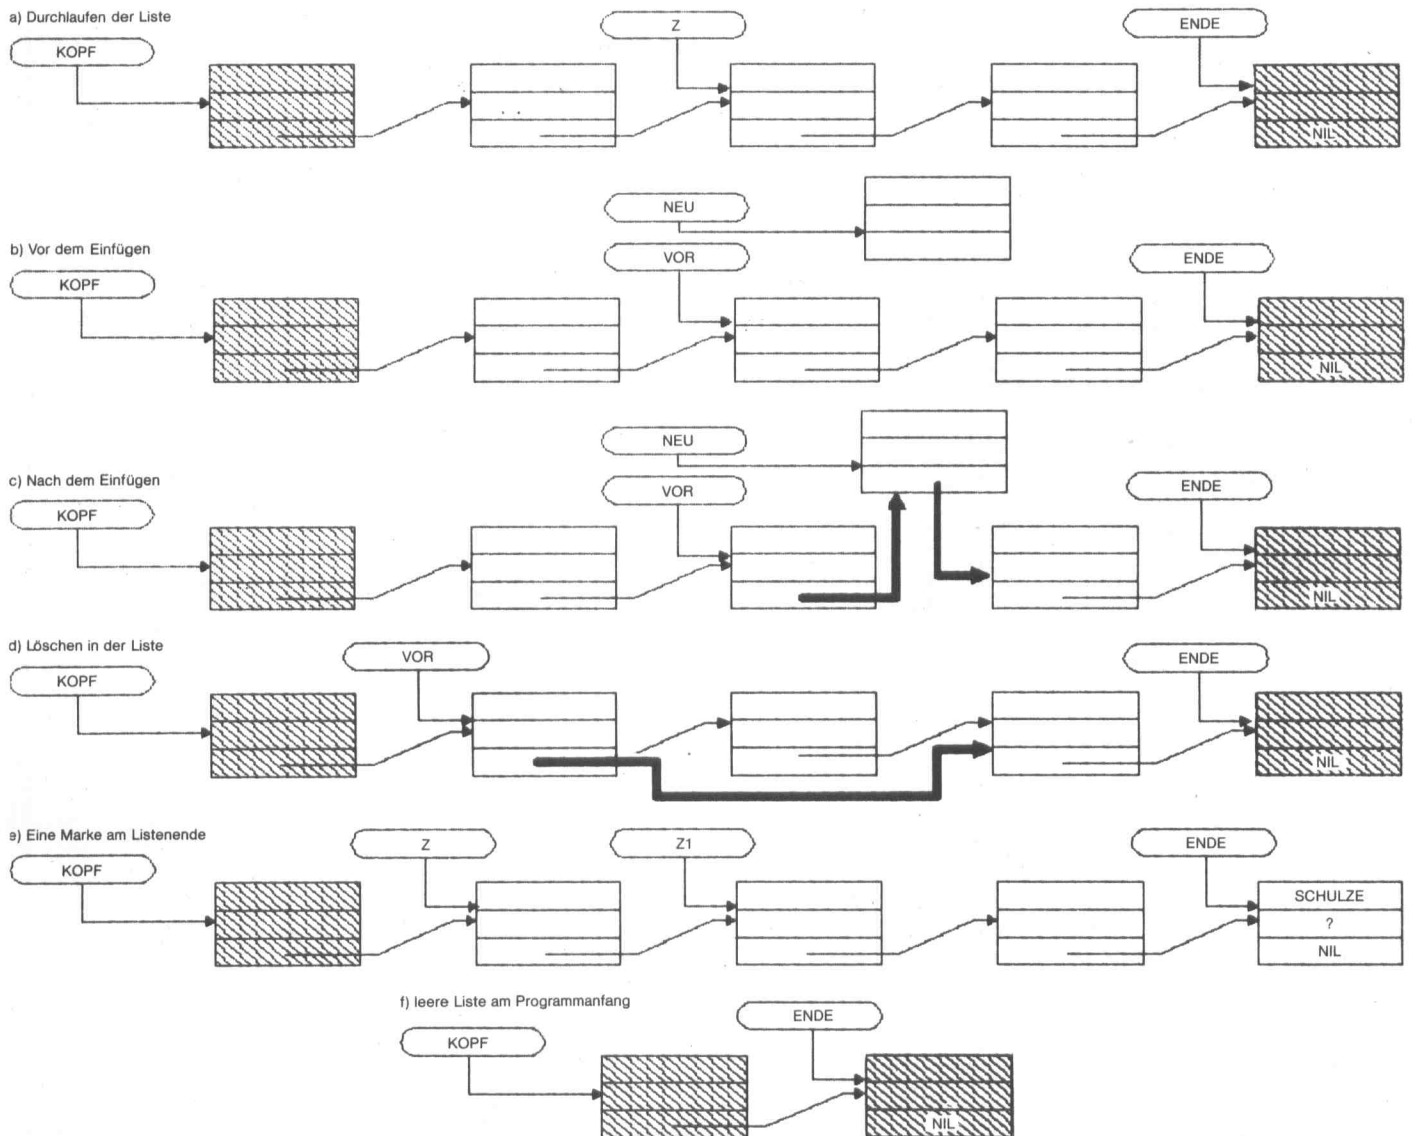 a) Durchlaufen der Liste
KOPF
Z
ENDE
NIL
NEU
b) Vor dem Einfügen
KOPF
VOR
ENDE
NIL
NEU
c) Nach dem Einfügen
KOPF
VOR
ENDE
NIL
d) Löschen in der Liste
KOPF
VOR
ENDE
NIL
e) Eine Marke am Listenende
KOPF
Z
Z1
ENDE
SCHULZE
?
NIL
f) leere Liste am Programmanfang
KOPF
ENDE
NIL